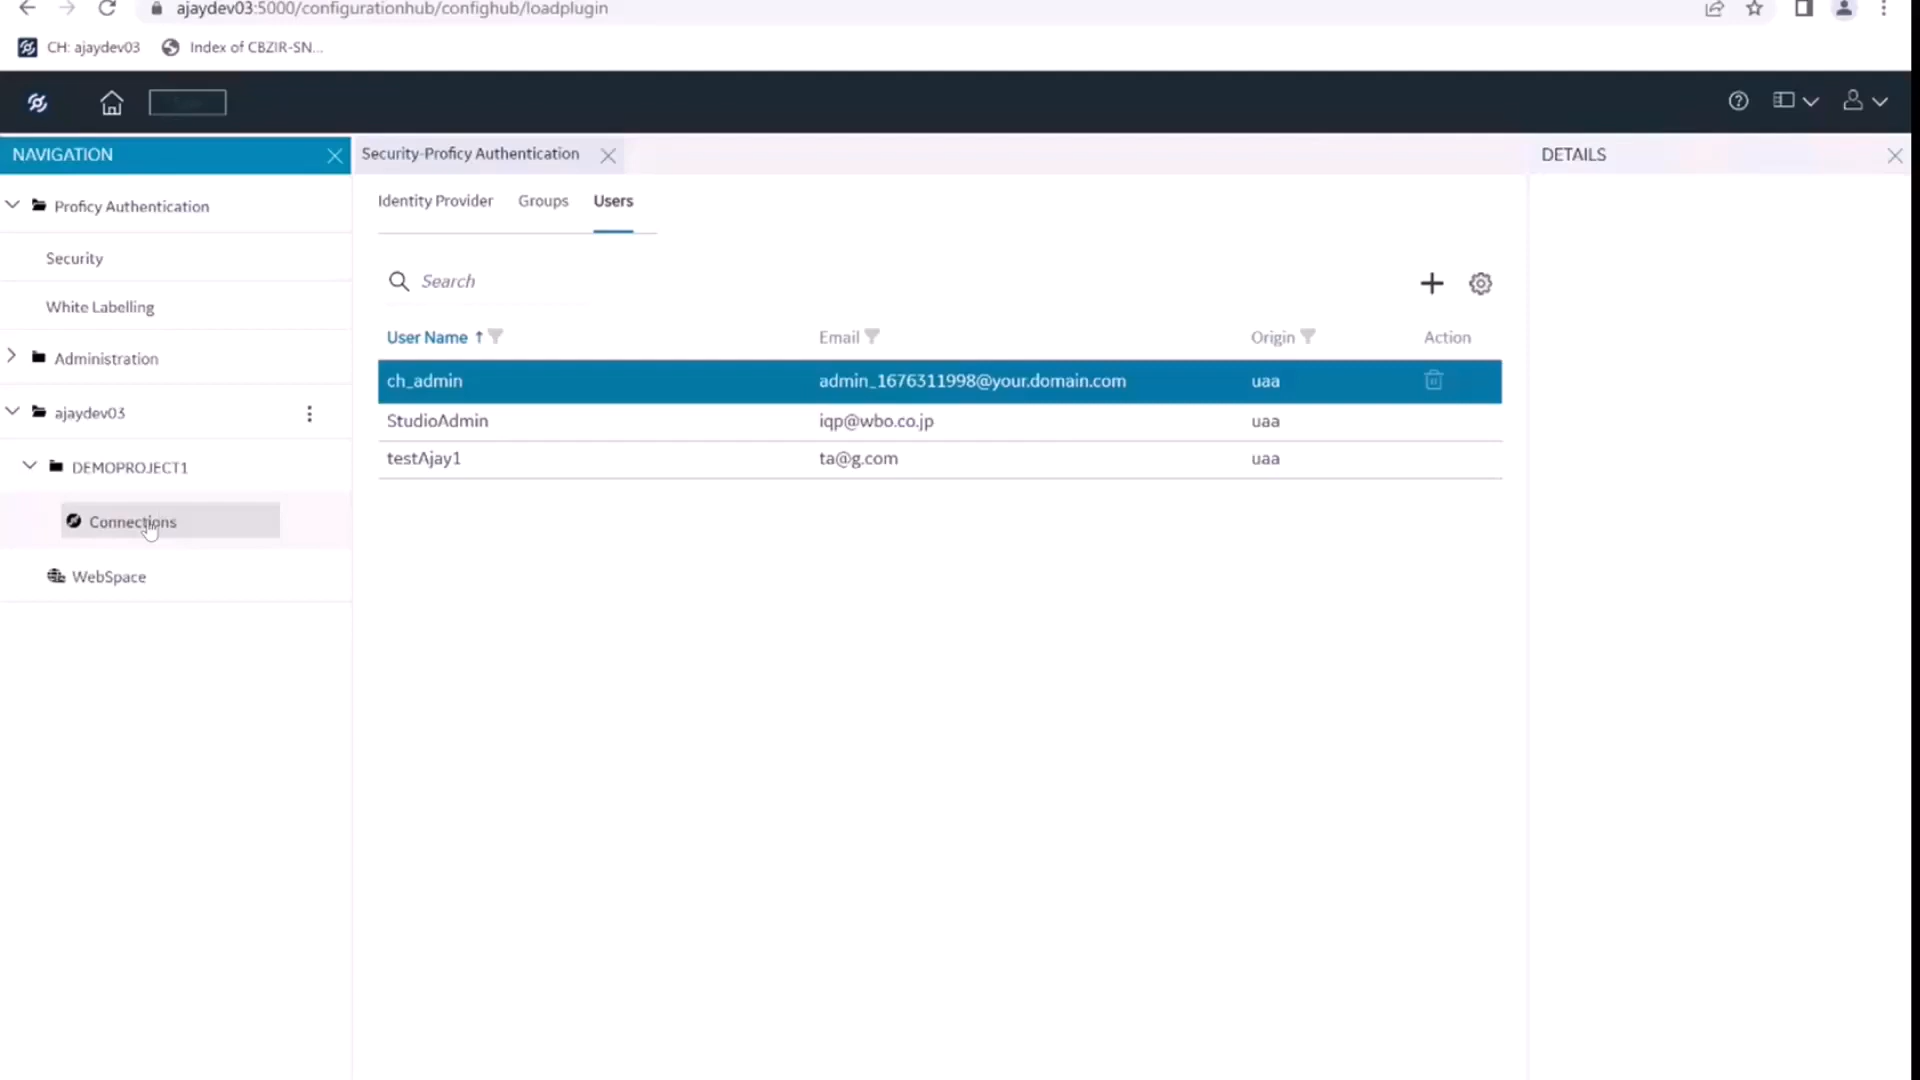 ajaydev03:5000/configurationhub/confighub/loadplugin
CH: ajaydev03 Index of CBZIR-SN...
NAVIGATION
Proficy Authentication
Security
White Labelling
Administration
ajaydev03
DEMOPROJECT1
Connections
WebSpace
Security-Proficy Authentication
Identity Provider Groups Users
Search
User Name Email Origin Action
ch_admin admin_1676311998@your.domain.com uaa
StudioAdmin iqp@wbo.co.jp uaa
testAjay1 ta@g.com uaa
DETAILS